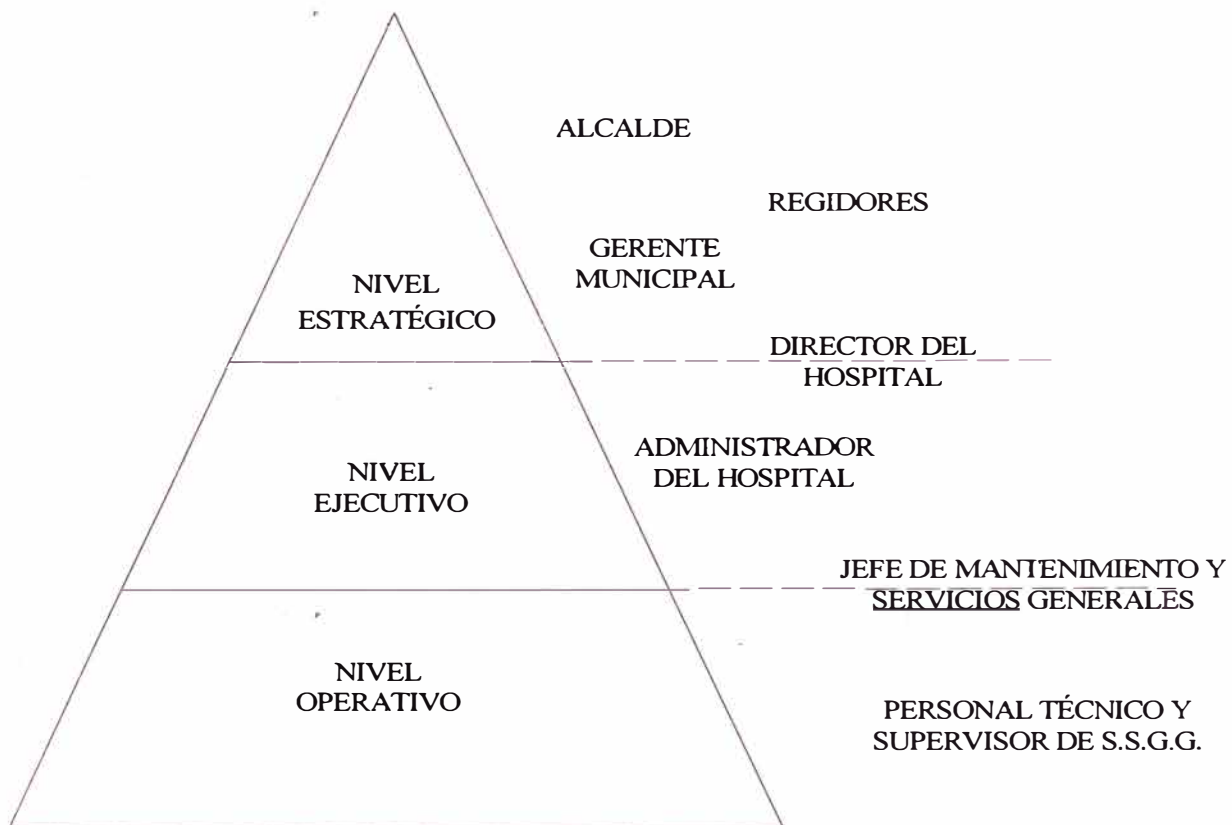 ALCALDE
REGIDORES
GERENTE
MUNICIPAL
NIVEL
ESTRATÉGICO
DIRECTOR DEL
HOSPITAL
ADMINISTRADOR
DEL HOSPITAL
NIVEL
EJECUTIVO
JEFE DE MANTENIMIENTO Y
SERVICIOS GENERALES
NIVEL
OPERATIVO
PERSONAL TÉCNICO Y
SUPERVISOR DE S.S.G.G.